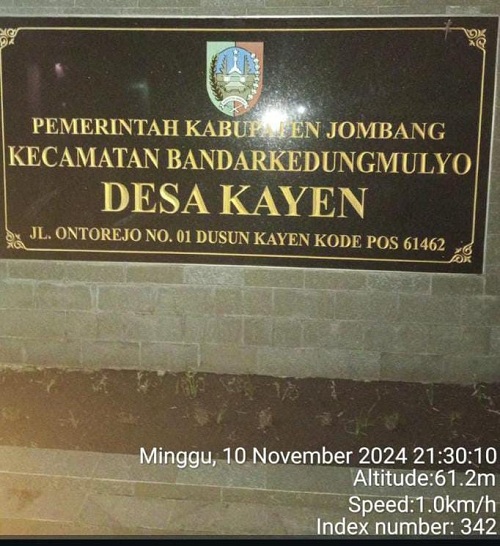 PEMERINTAH KABUPATEN JOMBANG
KECAMATAN BANDARKEDUNGMULYO
DESA KAYEN
JL. ONTOREJO NO. 01 DUSUN KAYEN KODE POS 61462
Minggu, 10 November 2024 21:30:10
Altitude:61.2m
Speed:1.0km/h
Index number: 342